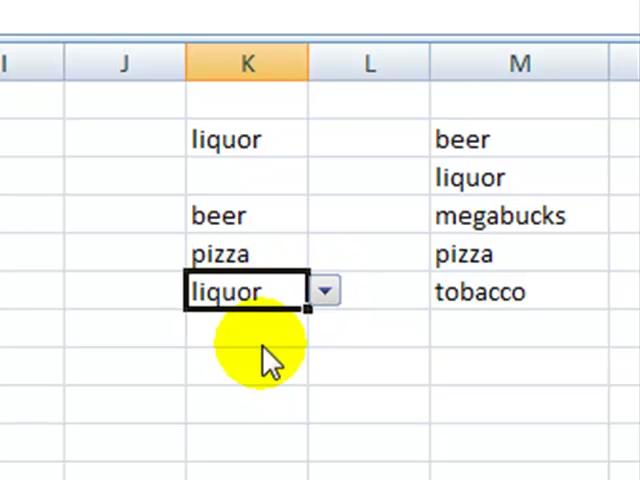 I J K L M
liquor beer
liquor
beer megabucks
pizza pizza
liquor tobacco